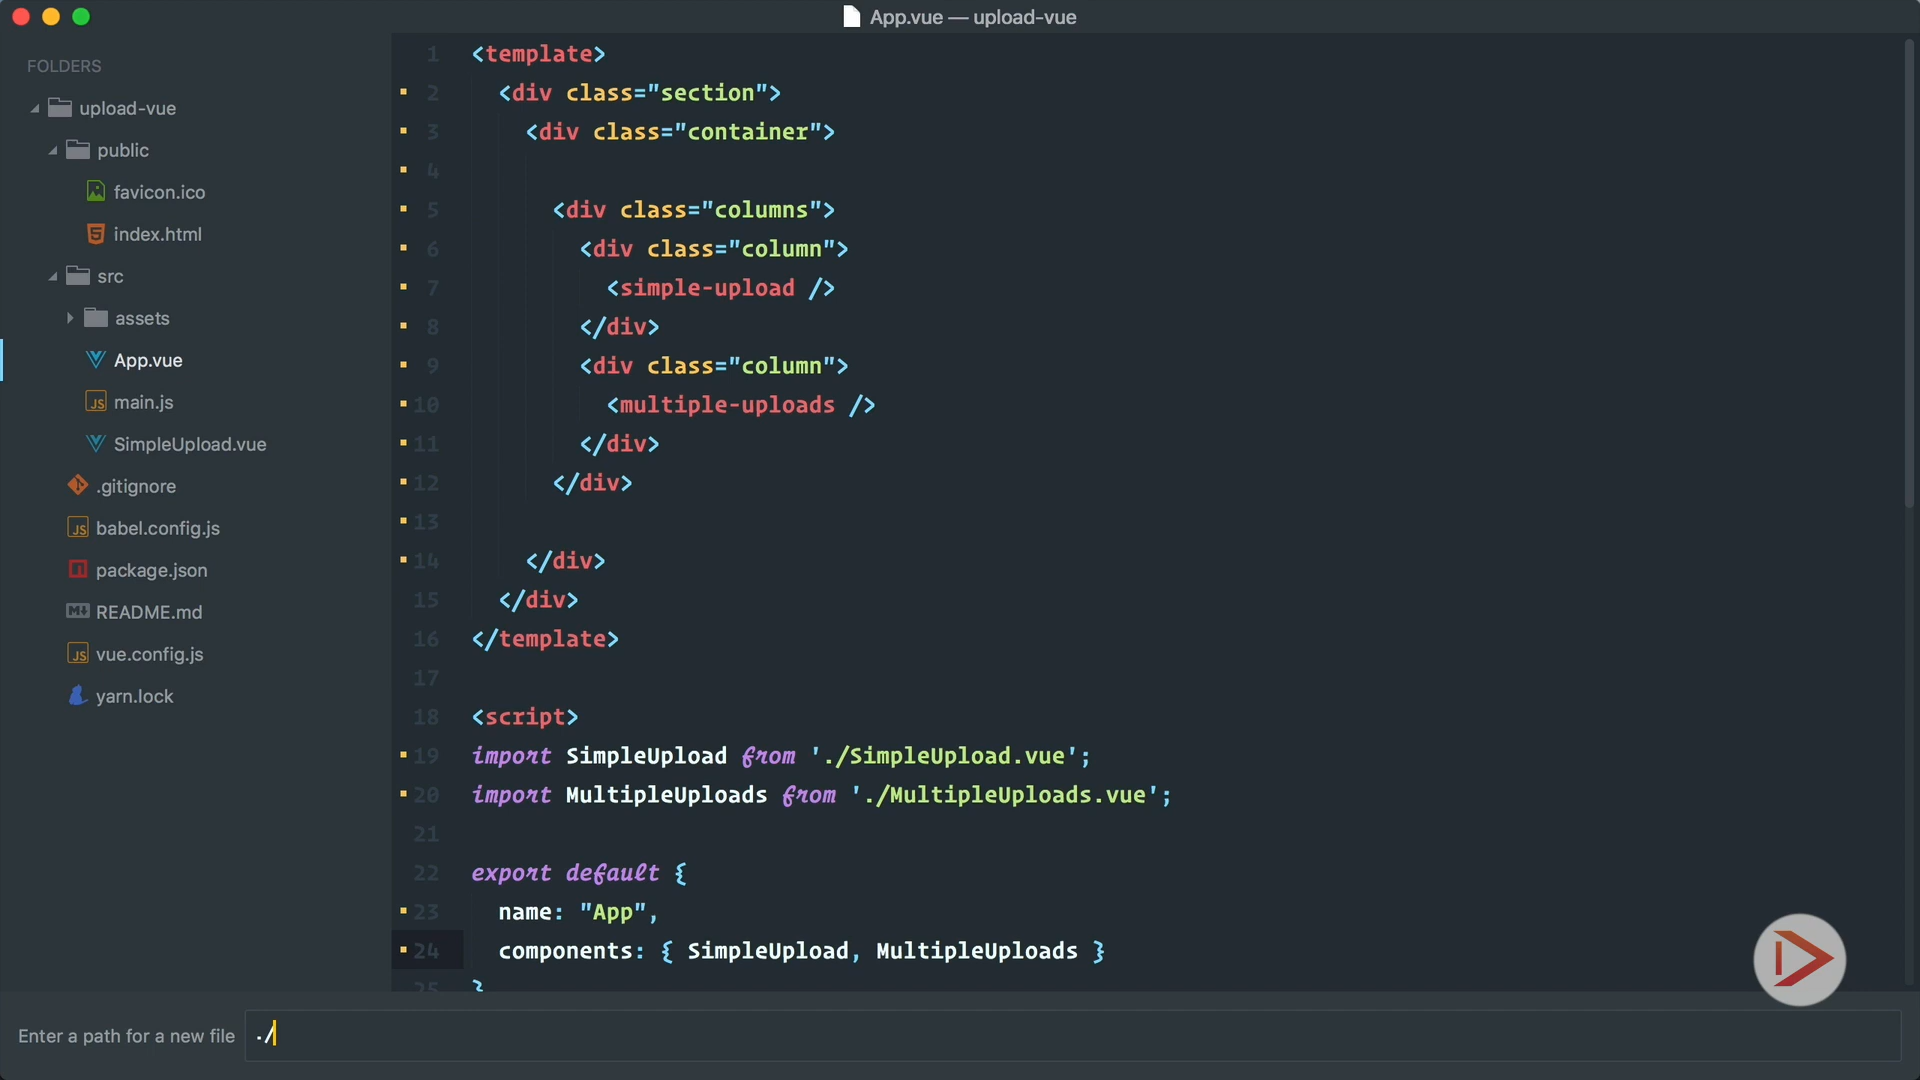 App.vue — upload-vue
FOLDERS
upload-vue
public
favicon.ico
index.html
src
assets
App.vue
main.js
SimpleUpload.vue
.gitignore
babel.config.js
package.json
README.md
vue.config.js
yarn.lock
1 <template>
2 <div class="section">
3 <div class="container">
4
5 <div class="columns">
6 <div class="column">
7 <simple-upload />
8 </div>
9 <div class="column">
10 <multiple-uploads />
11 </div>
12 </div>
13
14 </div>
15 </div>
16 </template>
17
18 <script>
19 import SimpleUpload from './SimpleUpload.vue';
20 import MultipleUploads from './MultipleUploads.vue';
21
22 export default {
23 name: "App",
24 components: { SimpleUpload, MultipleUploads }
25 }
Enter a path for a new file ./